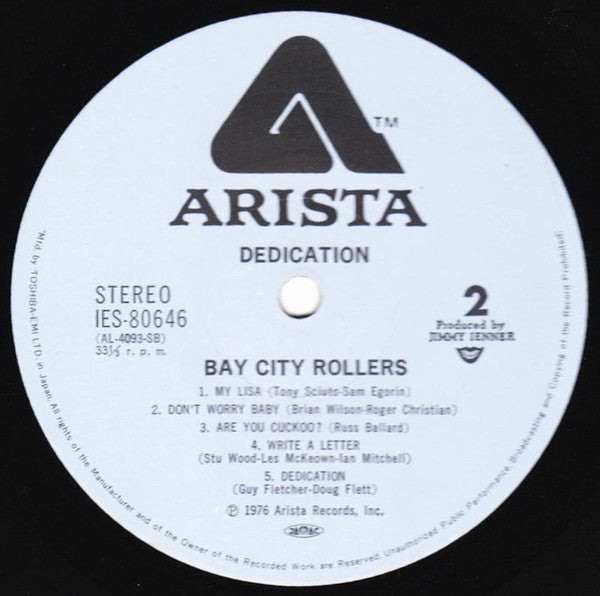 TM
ARISTA
DEDICATION
STEREO
IES-80646
(AL-4093-SB)
33⅓ r. p. m.
2
Produced by
JIMMY IENNER
BAY CITY ROLLERS
1. MY LISA (Tony Sciuto-Sam Egorin)
2. DON'T WORRY BABY (Brian Wilson-Roger Christian)
3. ARE YOU CUCKOO? (Russ Ballard)
4. WRITE A LETTER
(Stu Wood-Les McKeown-Ian Mitchell)
5. DEDICATION
(Guy Fletcher-Doug Flett)
Ⓟ 1976 Arista Records, Inc.
"Mfd. by TOSHIBA-EMI LTD. in Japan. All rights of the Manufacturer and of the Owner of the Recorded Work are Reserved. Unauthorized Public Performance, Broadcasting and Copying of the Record Prohibited."